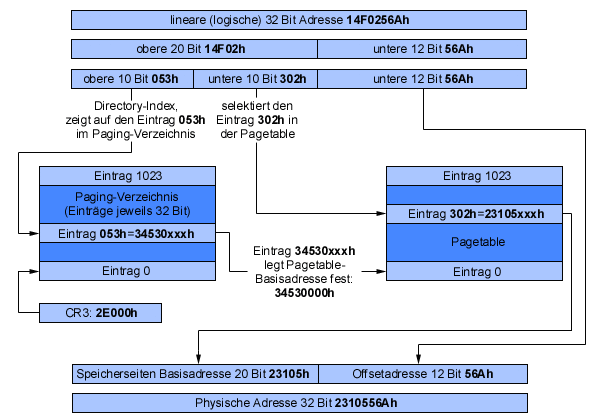 lineare (logische) 32 Bit Adresse 14F0256Ah
obere 20 Bit 14F02h
untere 12 Bit 56Ah
obere 10 Bit 053h
untere 10 Bit 302h
untere 12 Bit 56Ah
Directory-Index,
zeigt auf den Eintrag 053h
im Paging-Verzeichnis
selektiert den
Eintrag 302h in
der Pagetable
Eintrag 1023
Paging-Verzeichnis
(Einträge jeweils 32 Bit)
Eintrag 053h=34530xxxh
Eintrag 0
CR3: 2E000h
Eintrag 34530xxxh
legt Pagetable-
Basisadresse fest:
34530000h
Eintrag 1023
Eintrag 302h=23105xxxh
Pagetable
Eintrag 0
Speicherseiten Basisadresse 20 Bit 23105h
Offsetadresse 12 Bit 56Ah
Physische Adresse 32 Bit 2310556Ah